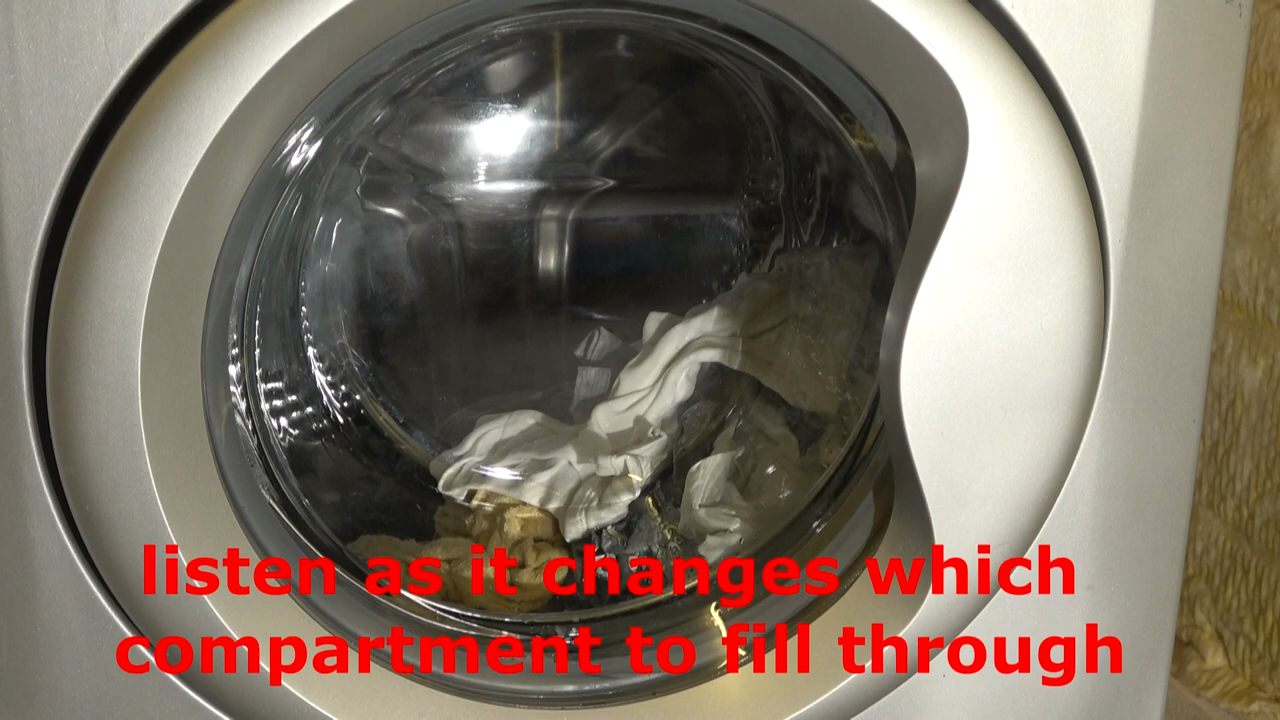 listen as it changes which
compartment to fill through